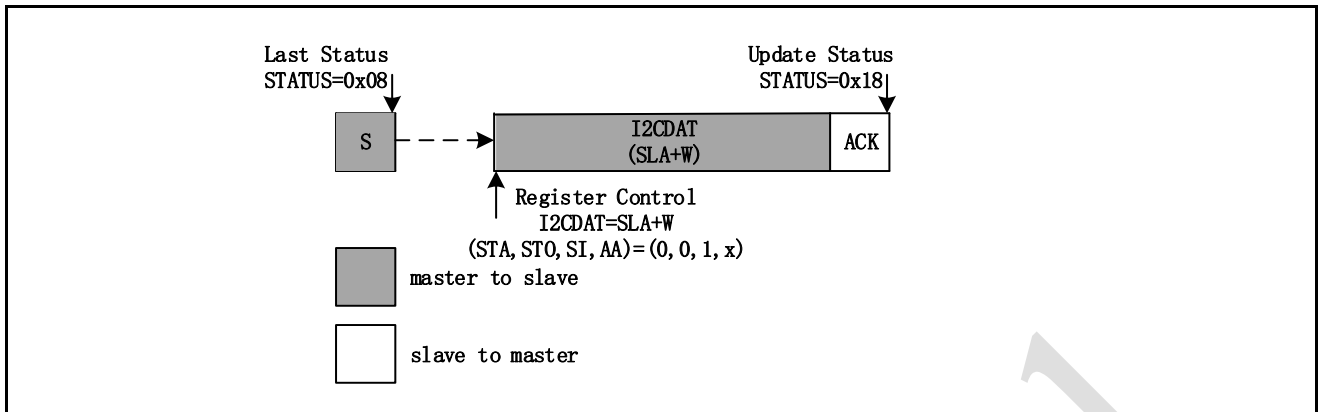 Last Status
STATUS=0x08
Update Status
STATUS=0x18
S
I2CDAT
(SLA+W)
ACK
Register Control
I2CDAT=SLA+W
(STA,STO,SI,AA)=(0,0,1,x)
master to slave
slave to master